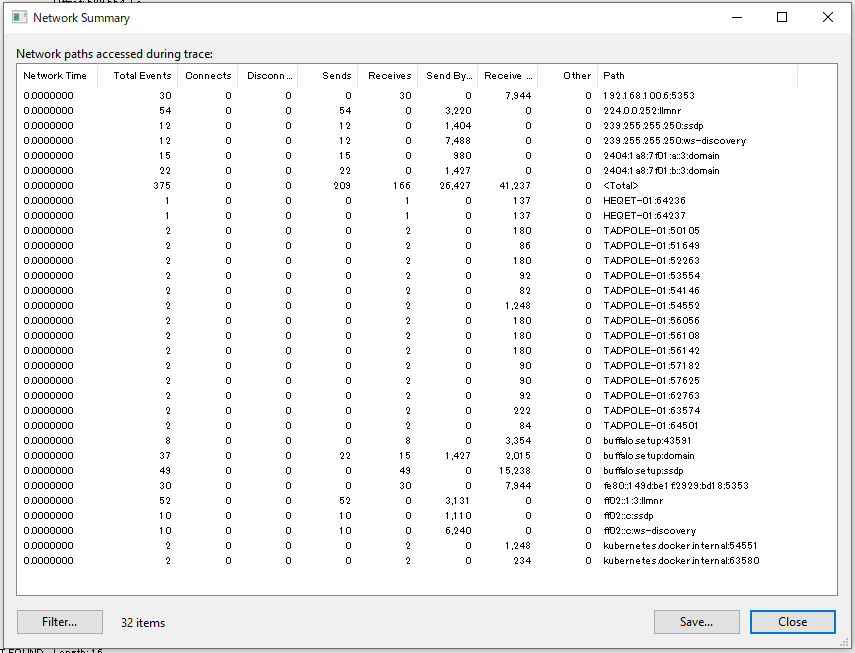 Network Summary
Network paths accessed during trace:
Network Time Total Events Connects Disconn... Sends Receives Send By... Receive ... Other Path
0.0000000 30 0 0 0 30 0 7,944 0 192.168.100.6:5353
0.0000000 54 0 0 54 0 3,220 0 0 224.0.0.252:llmnr
0.0000000 12 0 0 12 0 1,404 0 0 239.255.255.250:ssdp
0.0000000 12 0 0 12 0 7,488 0 0 239.255.255.250:ws-discovery
0.0000000 15 0 0 15 0 980 0 0 2404:1a8:7f01:a::3:domain
0.0000000 22 0 0 22 0 1,427 0 0 2404:1a8:7f01:b::3:domain
0.0000000 375 0 0 209 166 26,427 41,237 0 <Total>
0.0000000 1 0 0 0 1 0 137 0 HEQET-01:64236
0.0000000 1 0 0 0 1 0 137 0 HEQET-01:64237
0.0000000 2 0 0 0 2 0 180 0 TADPOLE-01:50105
0.0000000 2 0 0 0 2 0 86 0 TADPOLE-01:51649
0.0000000 2 0 0 0 2 0 180 0 TADPOLE-01:52263
0.0000000 2 0 0 0 2 0 92 0 TADPOLE-01:53554
0.0000000 2 0 0 0 2 0 82 0 TADPOLE-01:54146
0.0000000 2 0 0 0 2 0 1,248 0 TADPOLE-01:54552
0.0000000 2 0 0 0 2 0 180 0 TADPOLE-01:56056
0.0000000 2 0 0 0 2 0 180 0 TADPOLE-01:56108
0.0000000 2 0 0 0 2 0 180 0 TADPOLE-01:56142
0.0000000 2 0 0 0 2 0 90 0 TADPOLE-01:57182
0.0000000 2 0 0 0 2 0 90 0 TADPOLE-01:57625
0.0000000 2 0 0 0 2 0 92 0 TADPOLE-01:62763
0.0000000 2 0 0 0 2 0 222 0 TADPOLE-01:63574
0.0000000 2 0 0 0 2 0 84 0 TADPOLE-01:64501
0.0000000 8 0 0 0 8 0 3,354 0 buffalo.setup:43591
0.0000000 37 0 0 22 15 1,427 2,015 0 buffalo.setup:domain
0.0000000 49 0 0 0 49 0 15,238 0 buffalo.setup:ssdp
0.0000000 30 0 0 0 30 0 7,944 0 fe80::149d:be1f:2929:bd18:5353
0.0000000 52 0 0 52 0 3,131 0 0 ff02::1:3:llmnr
0.0000000 10 0 0 10 0 1,110 0 0 ff02::c:ssdp
0.0000000 10 0 0 10 0 6,240 0 0 ff02::c:ws-discovery
0.0000000 2 0 0 0 2 0 1,248 0 kubernetes.docker.internal:54551
0.0000000 2 0 0 0 2 0 234 0 kubernetes.docker.internal:63580
Filter... 32 items Save... Close